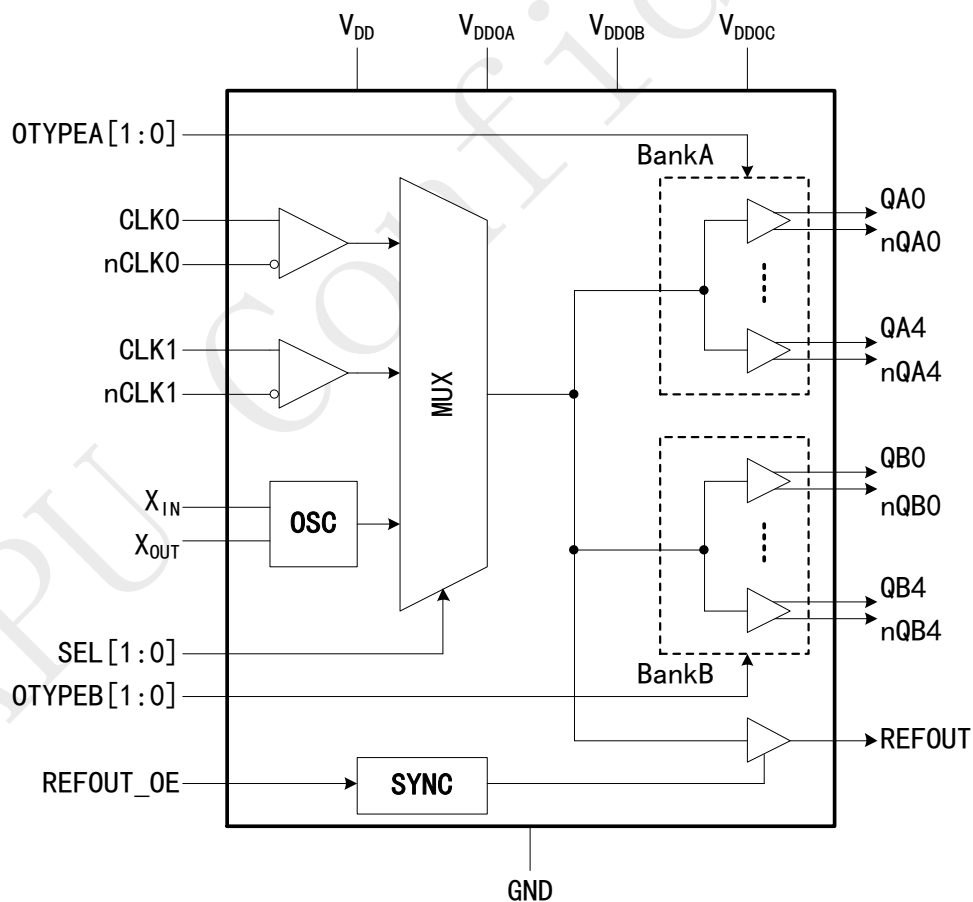 V_DD V_DDOA V_DDOB V_DDOC
OTYPEA[1:0]
BankA
CLK0
nCLK0
CLK1
nCLK1
MUX
QA0
nQA0
QA4
nQA4
X_IN
X_OUT
OSC
QB0
nQB0
QB4
nQB4
SEL[1:0]
OTYPEB[1:0]
BankB
REFOUT
REFOUT_OE
SYNC
GND